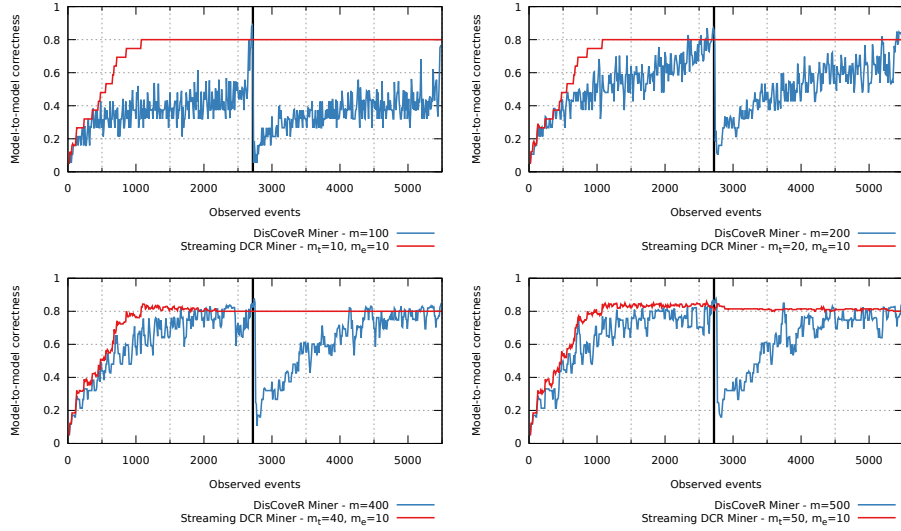 1
0.8
0.6
0.4
0.2
0
Model-to-model correctness
0 1000 2000 3000 4000 5000
Observed events
DisCoveR Miner - m=100
Streaming DCR Miner - mt=10, me=10
1
0.8
0.6
0.4
0.2
0
Model-to-model correctness
0 1000 2000 3000 4000 5000
Observed events
DisCoveR Miner - m=200
Streaming DCR Miner - mt=20, me=10
1
0.8
0.6
0.4
0.2
0
Model-to-model correctness
0 1000 2000 3000 4000 5000
Observed events
DisCoveR Miner - m=400
Streaming DCR Miner - mt=40, me=10
1
0.8
0.6
0.4
0.2
0
Model-to-model correctness
0 1000 2000 3000 4000 5000
Observed events
DisCoveR Miner - m=500
Streaming DCR Miner - mt=50, me=10